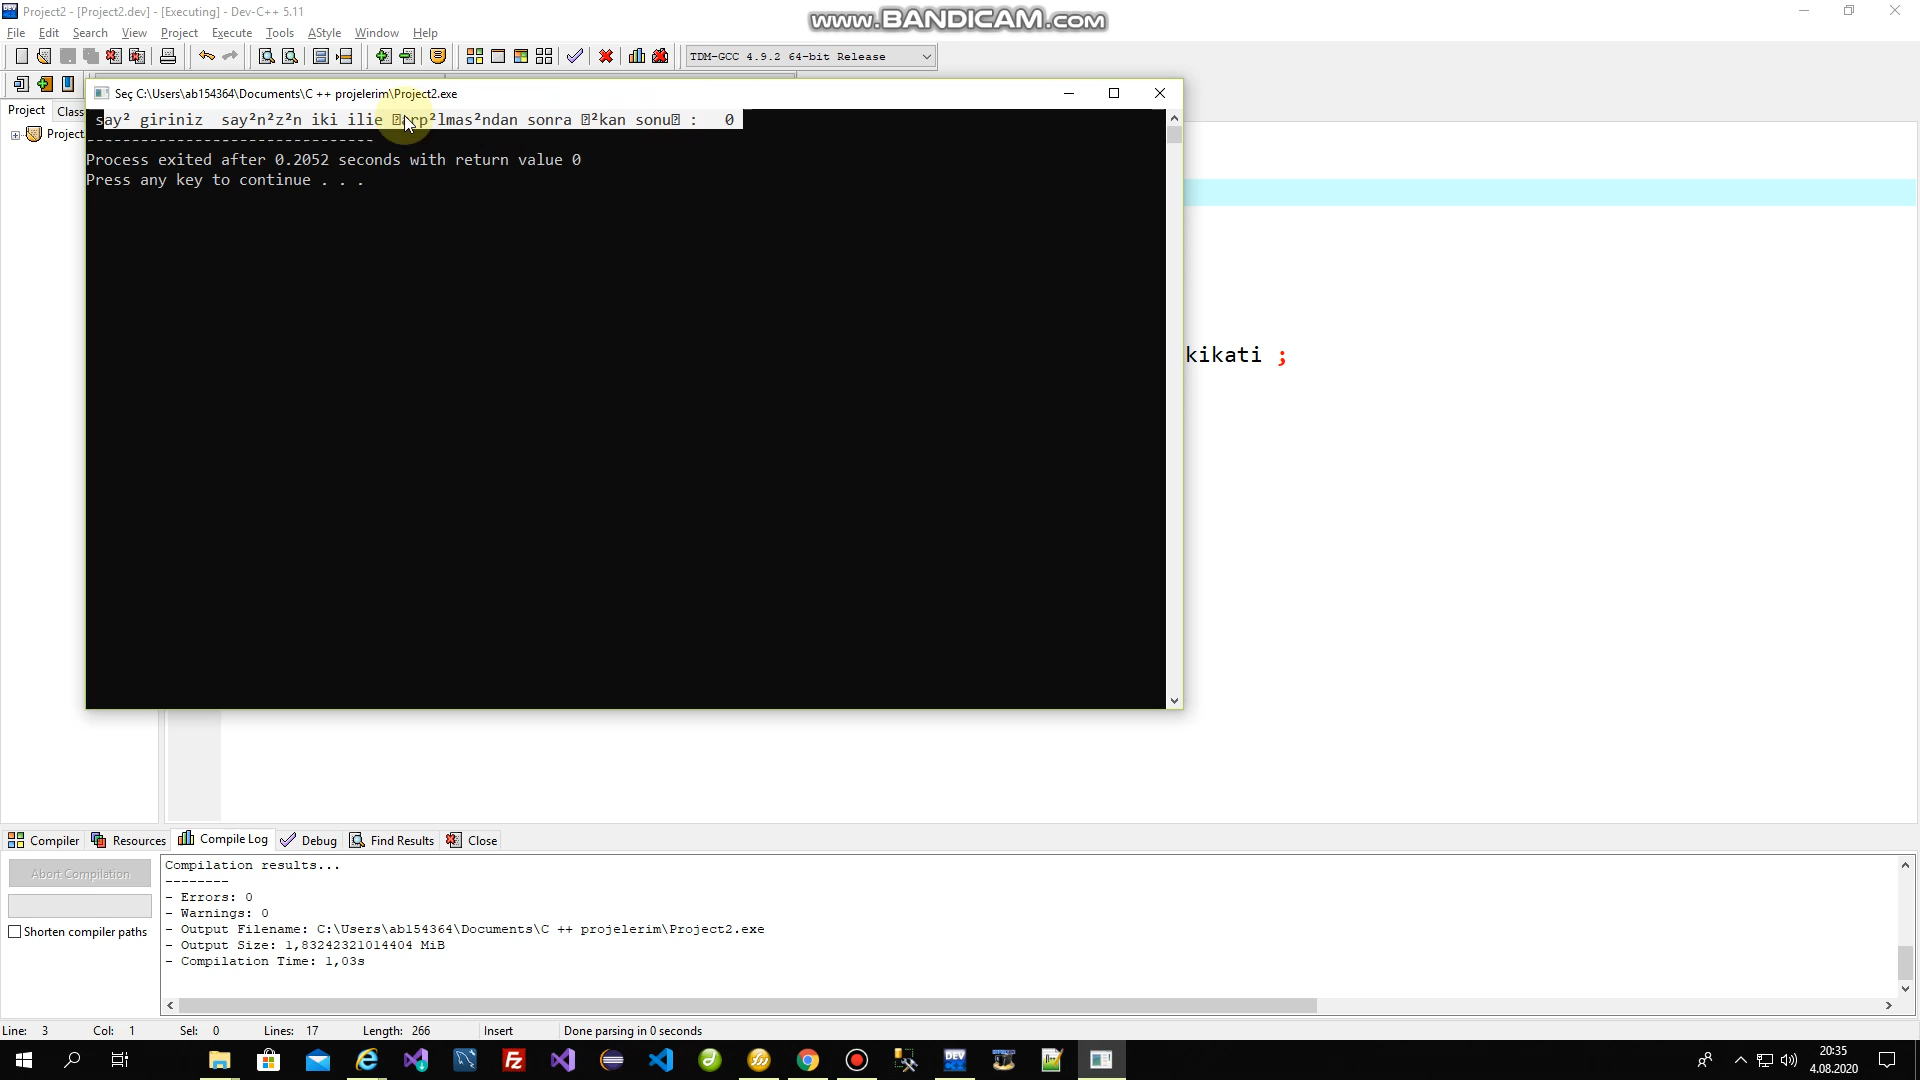 Project2 - [Project2.dev] - [Executing] - Dev-C++ 5.11
www.BANDICAM.com
File Edit Search View Project Execute Tools AStyle Window Help
TDM-GCC 4.9.2 64-bit Release
Seç C:\Users\ab154364\Documents\C ++ projelerim\Project2.exe
Project Class
say² giriniz say²n²z²n iki ilie arp²lmas²ndan sonra ²kan sonu : 0
Project
--------------------------------
Process exited after 0.2052 seconds with return value 0
Press any key to continue . . .
kikati ;
Compiler Resources Compile Log Debug Find Results Close
Abort Compilation
Shorten compiler paths
Compilation results...
--------
- Errors: 0
- Warnings: 0
- Output Filename: C:\Users\ab154364\Documents\C ++ projelerim\Project2.exe
- Output Size: 1,83242321014404 MiB
- Compilation Time: 1,03s
Line: 3 Col: 1 Sel: 0 Lines: 17 Length: 266 Insert Done parsing in 0 seconds
DEV
20:35
4.08.2020